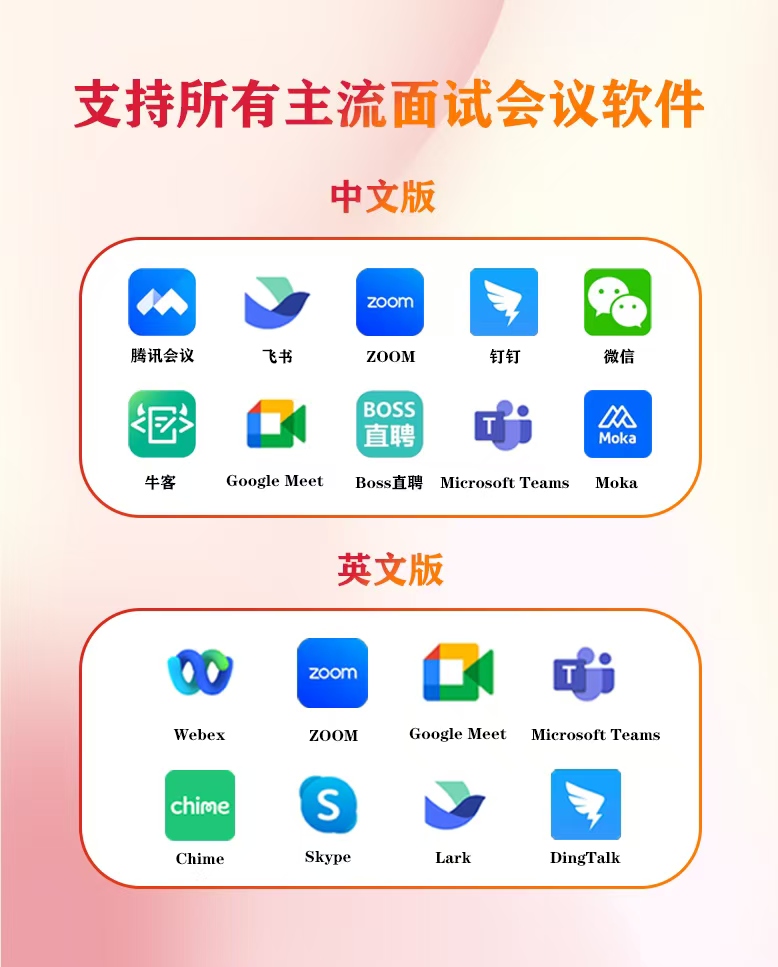 支持所有主流面试会议软件
中文版
zoom
腾讯会议 飞书 ZOOM 钉钉 微信
BOSS
直聘
T
Moka
牛客 Google Meet Boss直聘 Microsoft Teams Moka
英文版
zoom
T
Webex ZOOM Google Meet Microsoft Teams
chime
S
Chime Skype Lark DingTalk